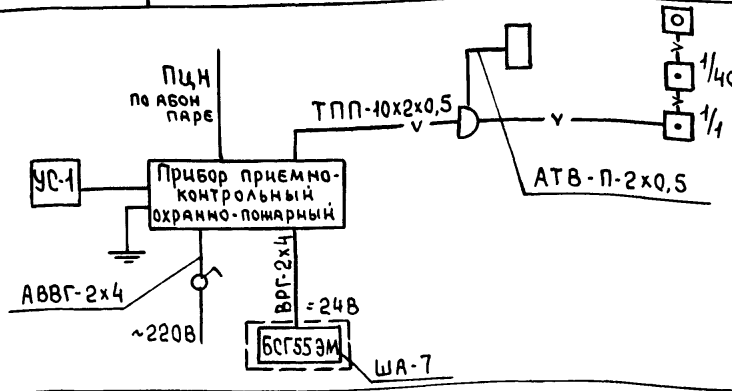 ПЦН
ПО АБОН
ПАРЕ
ТПП-10х2х0,5
1/40
1/1
УС-1
Прибор приемно-
контрольный
охранно-пожарный
АТВ-П-2х0,5
АВВГ-2х4
~220В
ВРГ-2х4
=24В
БСГ55ЭМ
ША-7